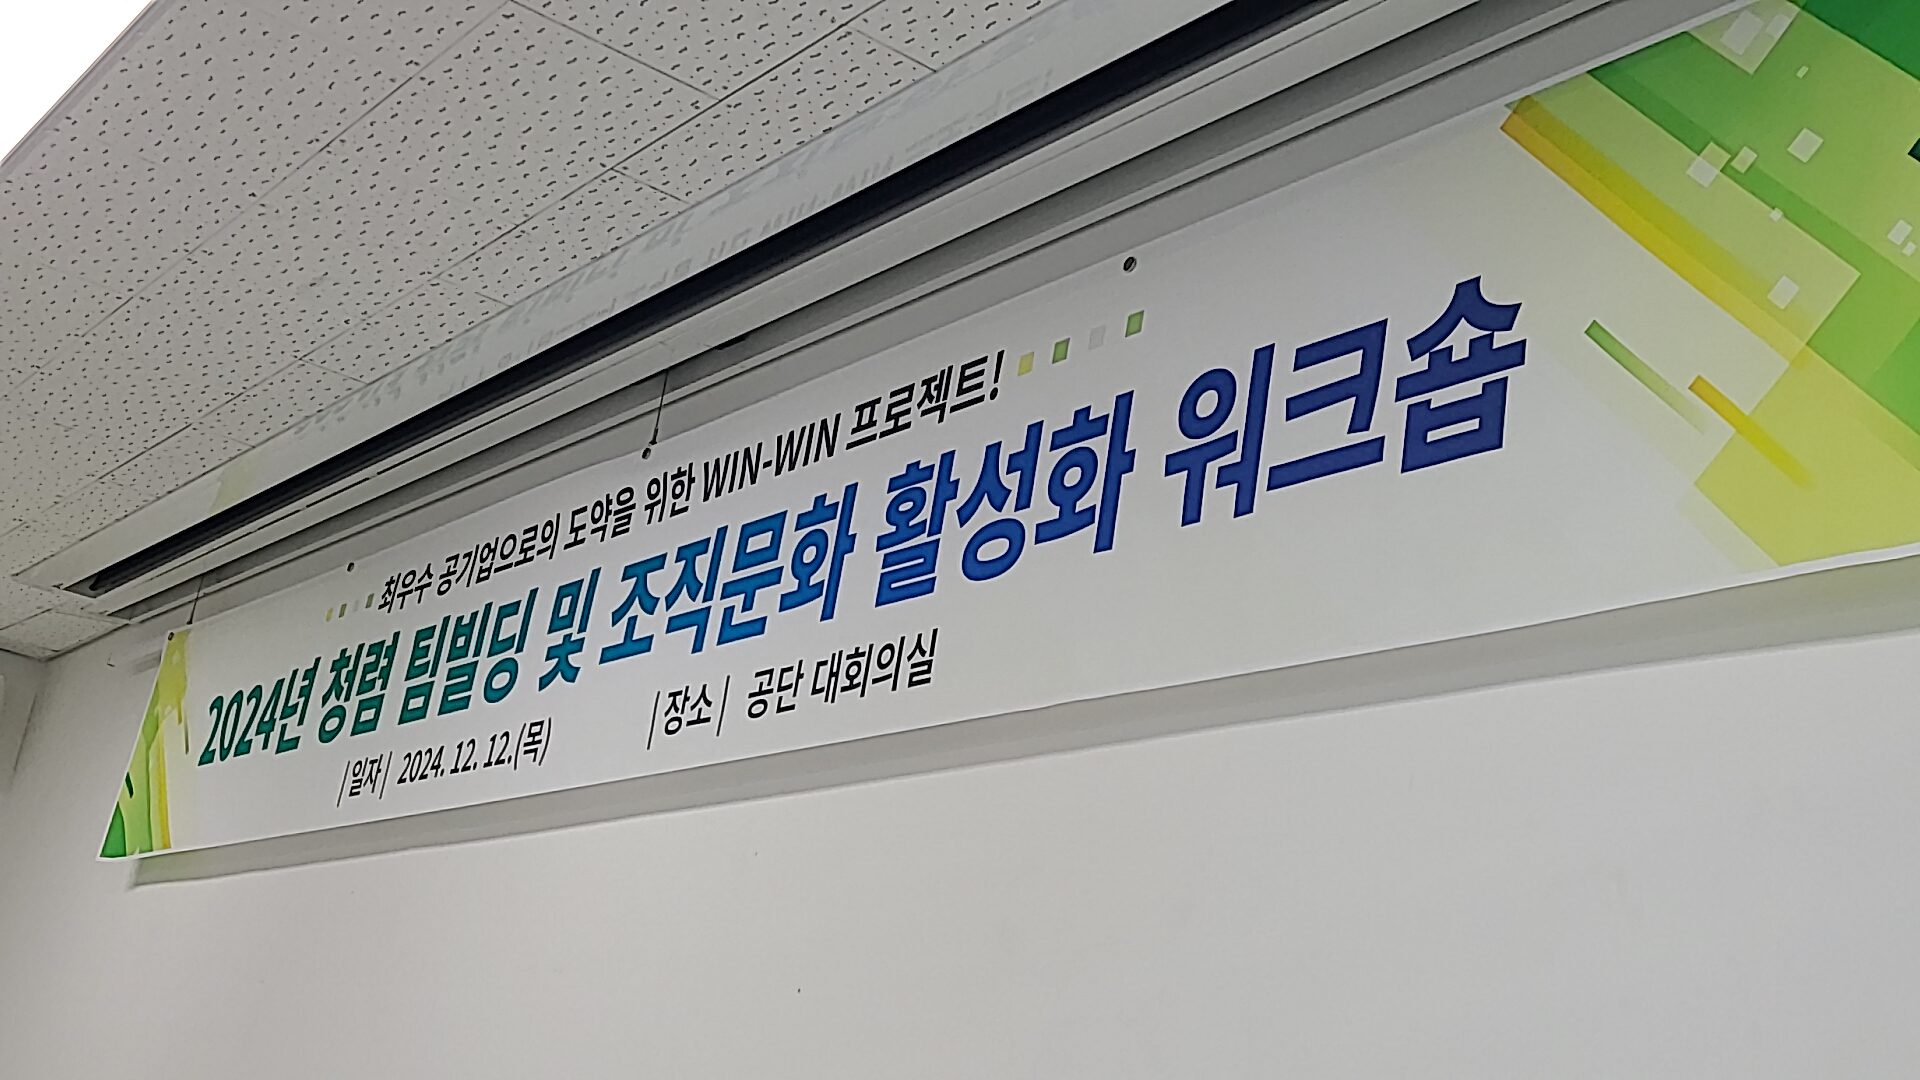 최우수 공기업으로의 도약을 위한 WIN-WIN 프로젝트!
2024년 청렴 팀빌딩 및 조직문화 활성화 워크숍
|일자| 2024. 12. 12.(목) |장소| 공단 대회의실